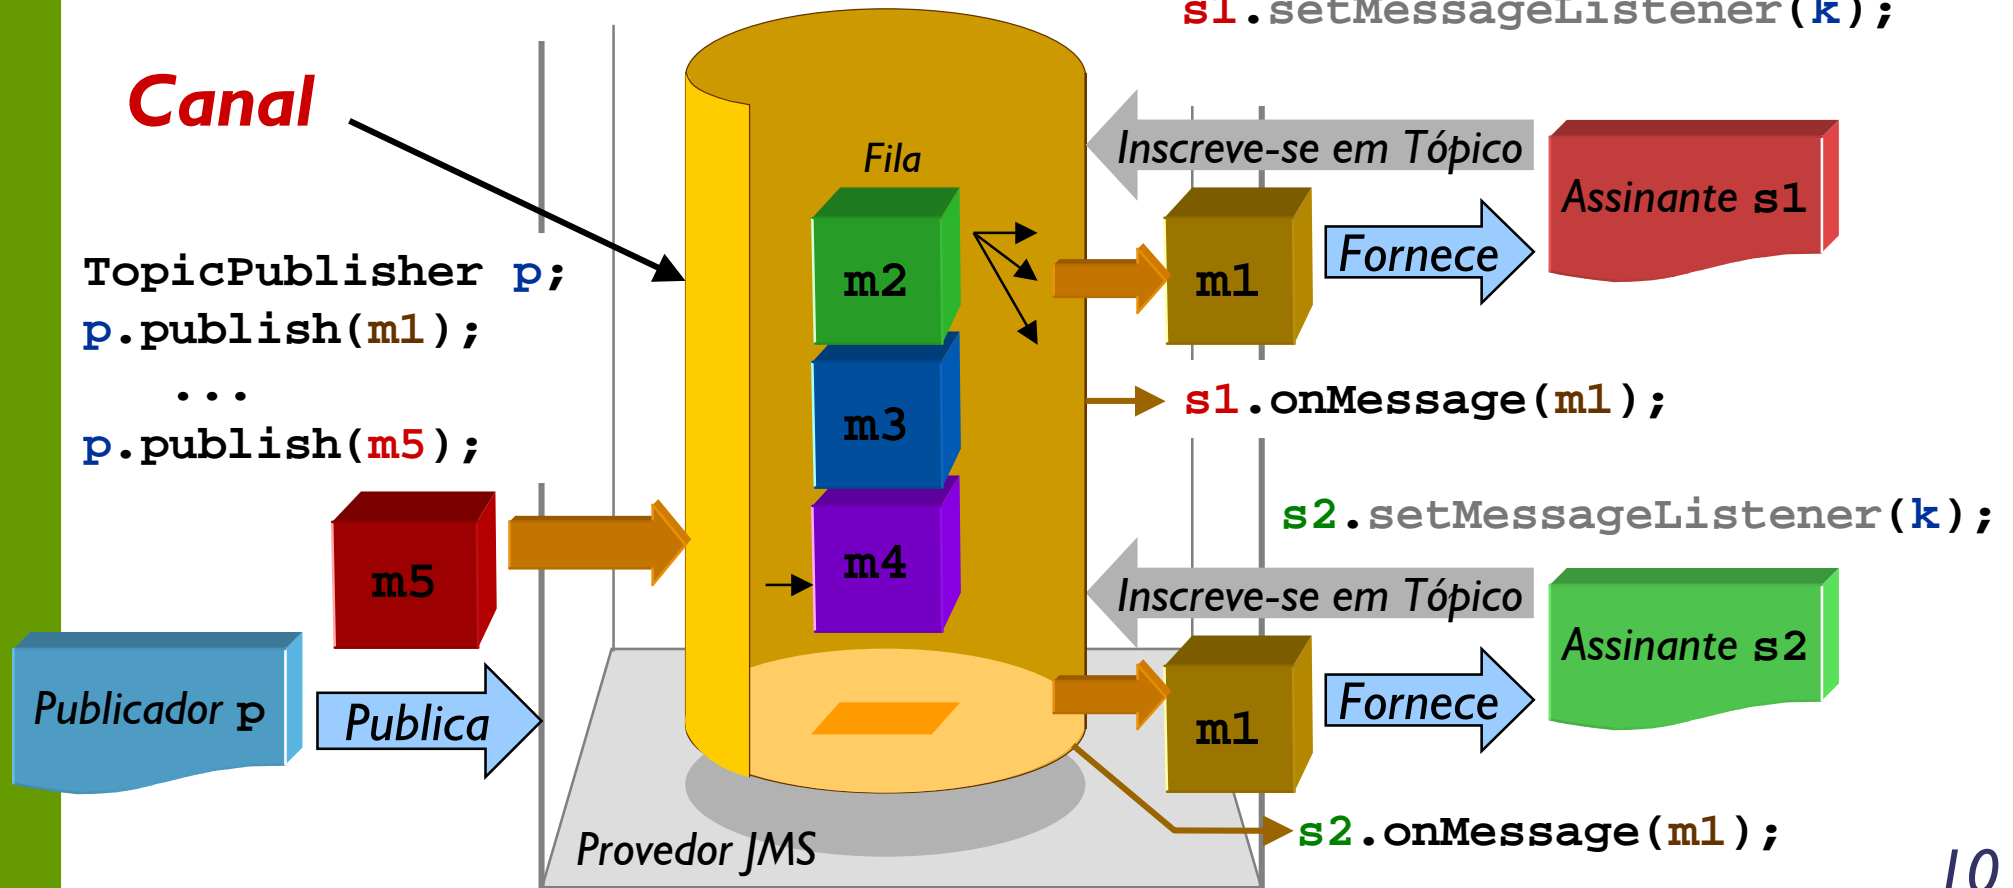 s1.setMessageListener(k);
Canal
Fila
Inscreve-se em Tópico
Assinante s1
TopicPublisher p;
p.publish(m1);
...
p.publish(m5);
m2
m1
Fornece
m3
s1.onMessage(m1);
s2.setMessageListener(k);
m5
m4
Inscreve-se em Tópico
Assinante s2
Publicador p
Publica
m1
Fornece
Provedor JMS
s2.onMessage(m1);
10